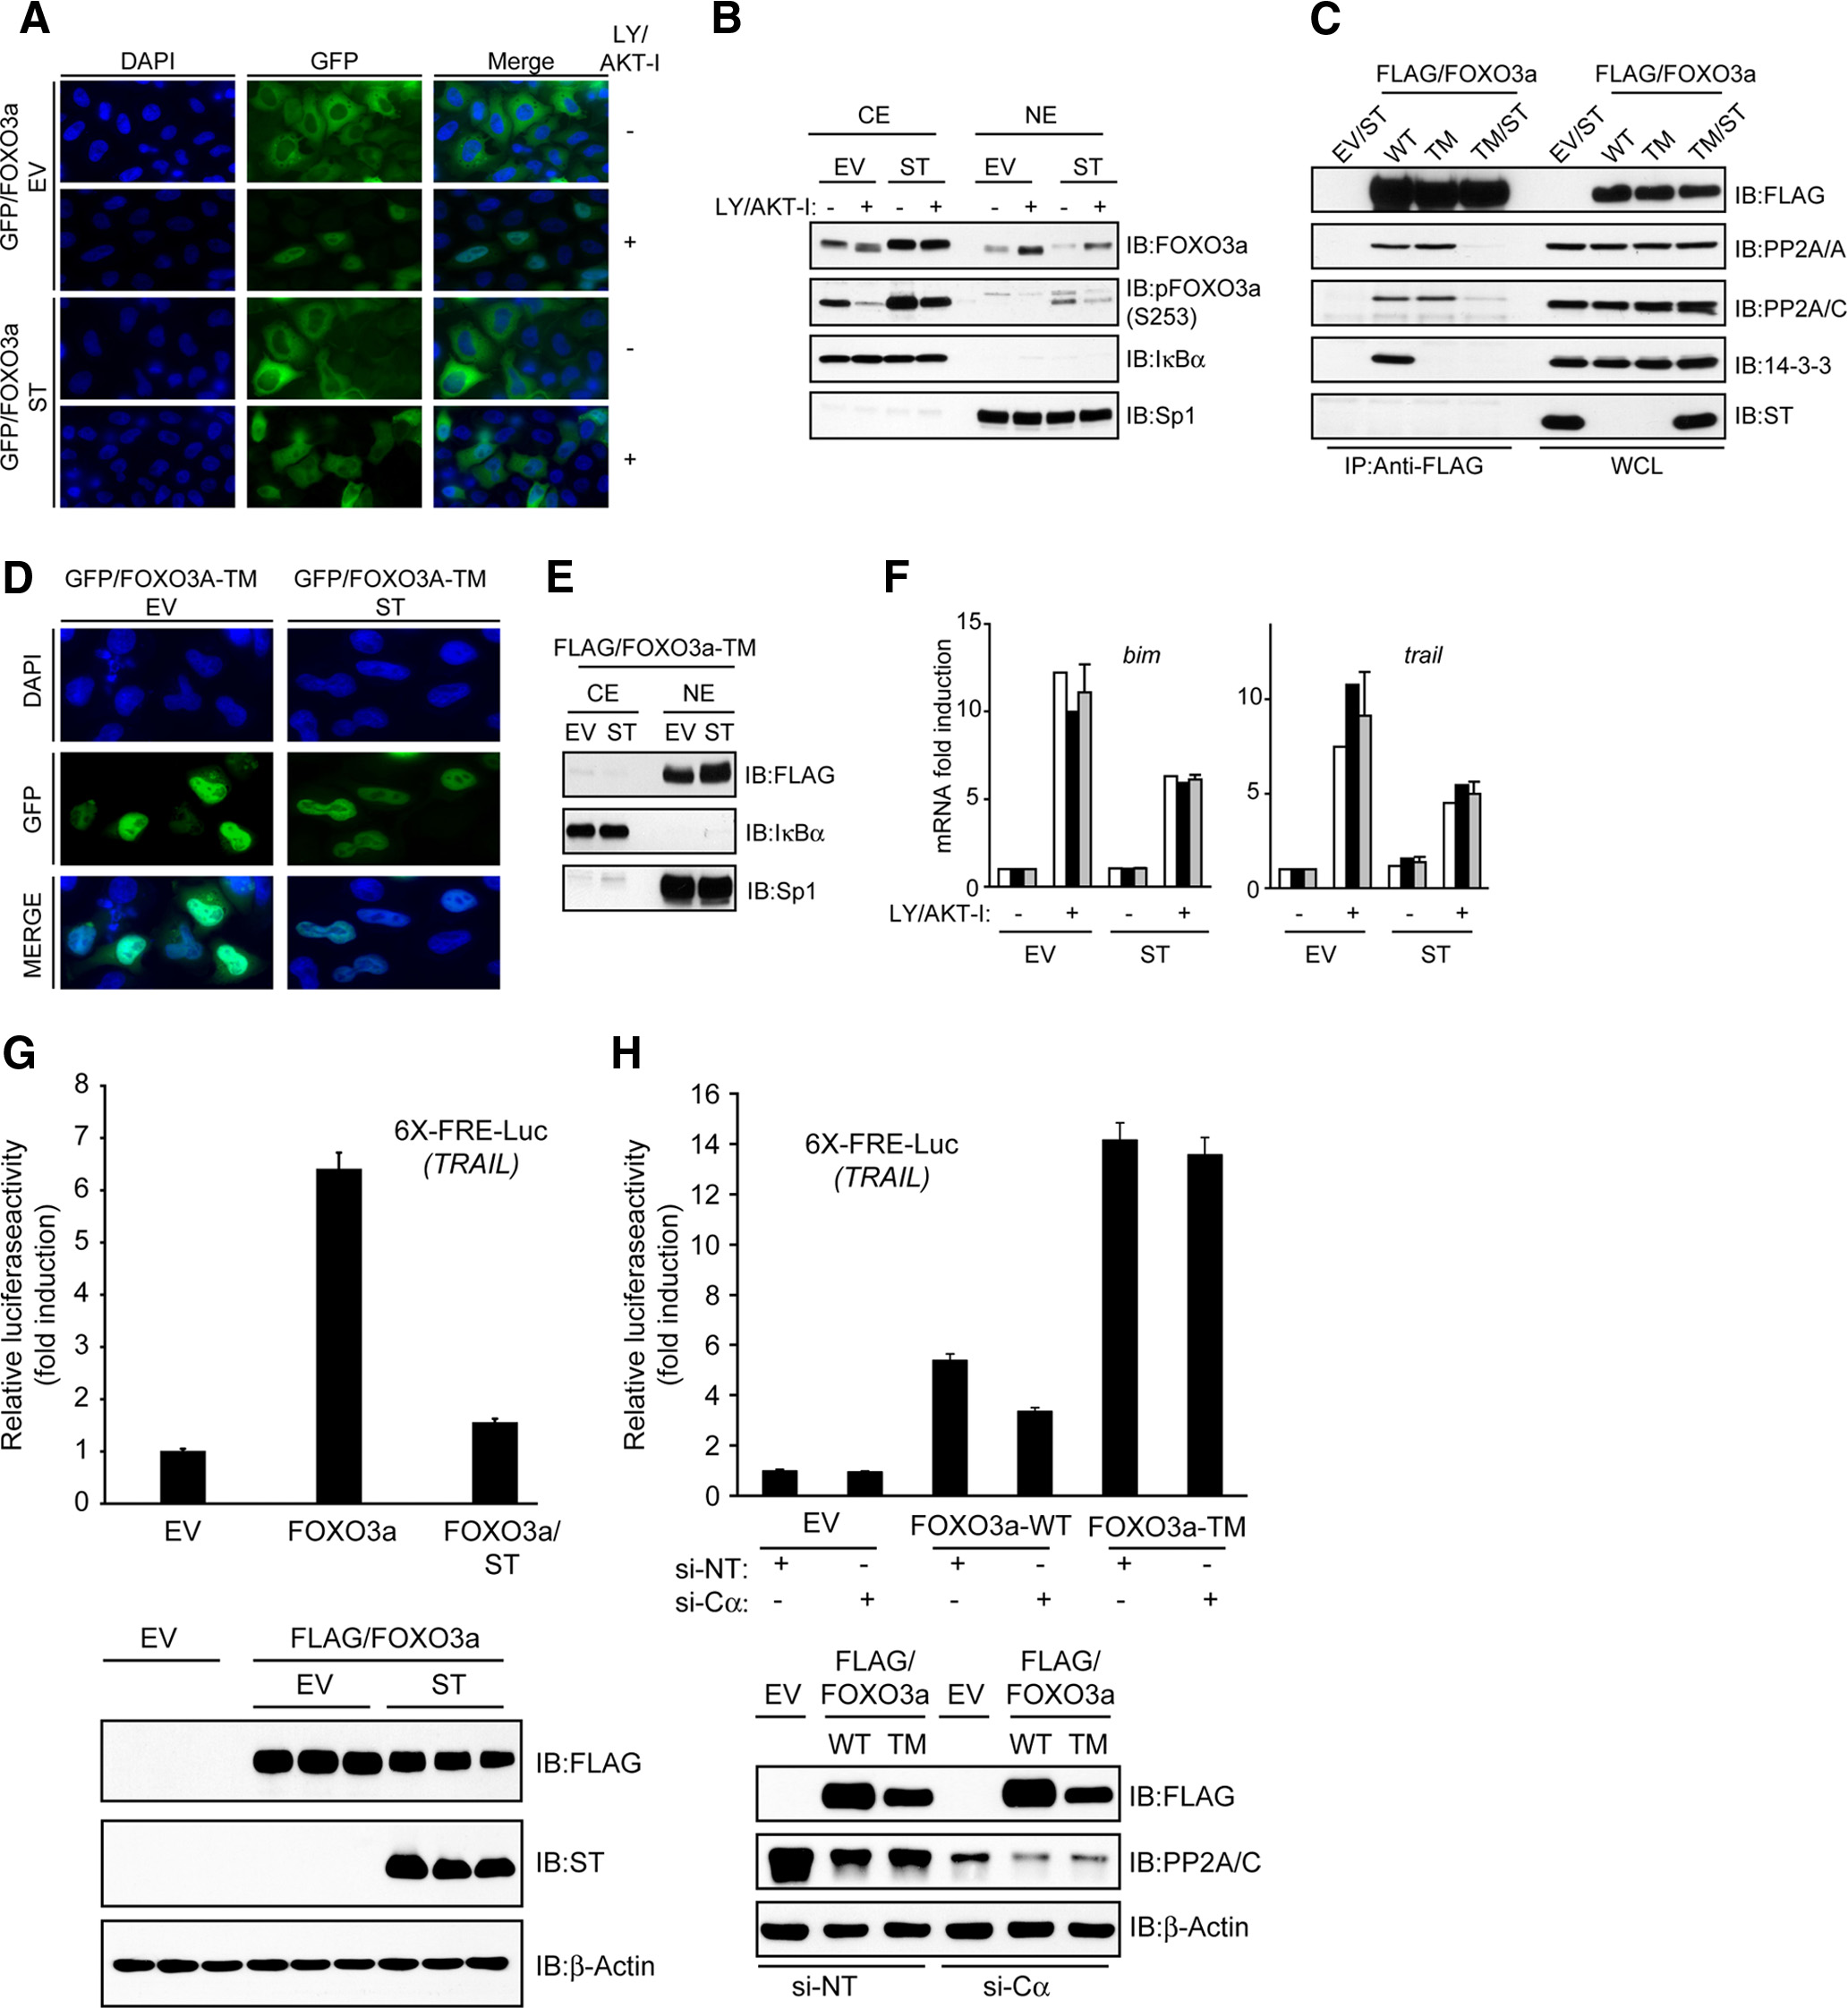 A
DAPI GFP Merge LY/
AKT-I
GFP/FOXO3a
EV
-
+
GFP/FOXO3a
ST
-
+
B
CE NE
EV ST EV ST
LY/AKT-I: - + - + - + - +
IB:FOXO3a
IB:pFOXO3a
(S253)
IB:IκBα
IB:Sp1
C
FLAG/FOXO3a FLAG/FOXO3a
EV/ST WT TM TM/ST EV/ST WT TM TM/ST
IB:FLAG
IB:PP2A/A
IB:PP2A/C
IB:14-3-3
IB:ST
IP:Anti-FLAG WCL
D
GFP/FOXO3A-TM GFP/FOXO3A-TM
EV ST
DAPI
GFP
MERGE
E
FLAG/FOXO3a-TM
CE NE
EV ST EV ST
IB:FLAG
IB:IκBα
IB:Sp1
F
mRNA fold induction
15
10
5
0
bim
10
5
0
trail
LY/AKT-I: - + - + - + - +
EV ST EV ST
G
Relative luciferaseactivity
(fold induction)
8
7
6
5
4
3
2
1
0
6X-FRE-Luc
(TRAIL)
EV FOXO3a FOXO3a/
ST
EV FLAG/FOXO3a
EV ST
IB:FLAG
IB:ST
IB:β-Actin
H
Relative luciferaseactivity
(fold induction)
16
14
12
10
8
6
4
2
0
6X-FRE-Luc
(TRAIL)
EV FOXO3a-WT FOXO3a-TM
si-NT: + - + - + -
si-Cα: - + - + - +
EV FLAG/
FOXO3a EV FLAG/
FOXO3a
WT TM WT TM
IB:FLAG
IB:PP2A/C
IB:β-Actin
si-NT si-Cα